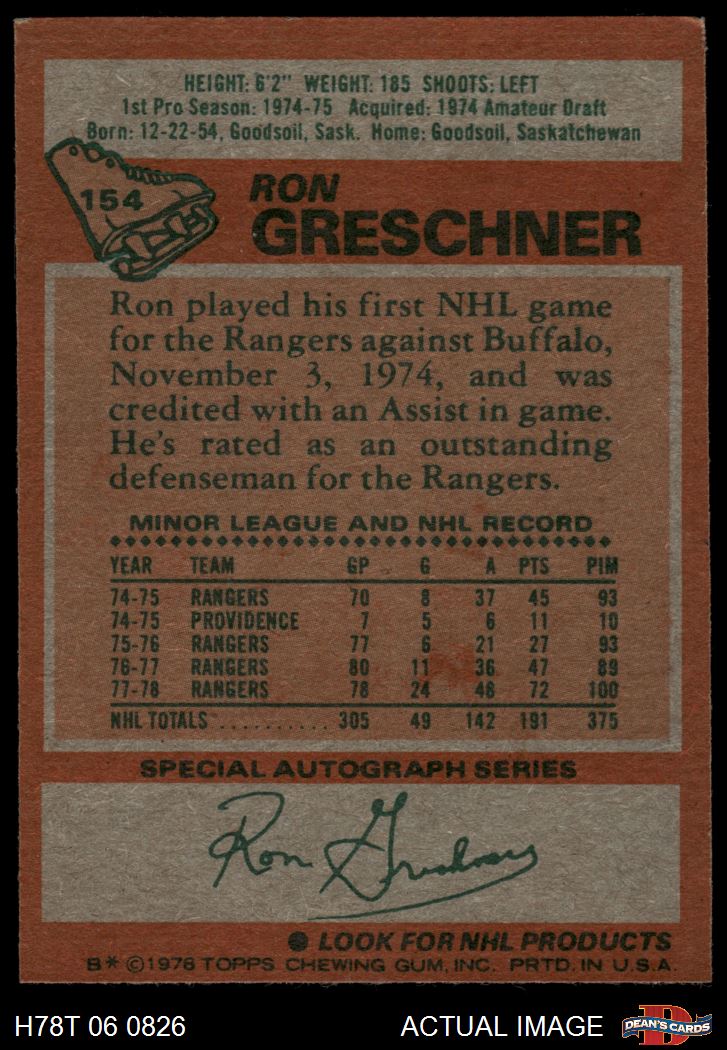 HEIGHT: 6'2" WEIGHT: 185 SHOOTS: LEFT
1st Pro Season: 1974-75 Acquired: 1974 Amateur Draft
Born: 12-22-54, Goodsoil, Sask. Home: Goodsoil, Saskatchewan
154
RON
GRESCHNER
Ron played his first NHL game
for the Rangers against Buffalo,
November 3, 1974, and was
credited with an Assist in game.
He's rated as an outstanding
defenseman for the Rangers.
MINOR LEAGUE AND NHL RECORD
YEAR TEAM GP G A PTS PIM
74-75 RANGERS 70 8 37 45 93
74-75 PROVIDENCE 7 5 6 11 10
75-76 RANGERS 77 6 21 27 93
76-77 RANGERS 80 11 36 47 89
77-78 RANGERS 78 24 48 72 100
NHL TOTALS .......... 305 49 142 191 375
SPECIAL AUTOGRAPH SERIES
Ron Greschner
● LOOK FOR NHL PRODUCTS
B* ©1978 TOPPS CHEWING GUM, INC. PRTD. IN U.S.A.
H78T 06 0826 ACTUAL IMAGE
D
DEAN'S CARDS